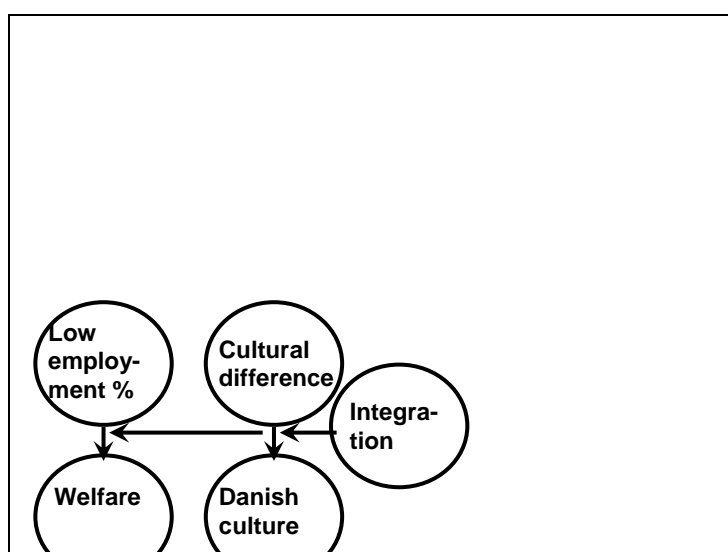 Low
employ-
ment %
Cultural
difference
Integra-
tion
Welfare
Danish
culture